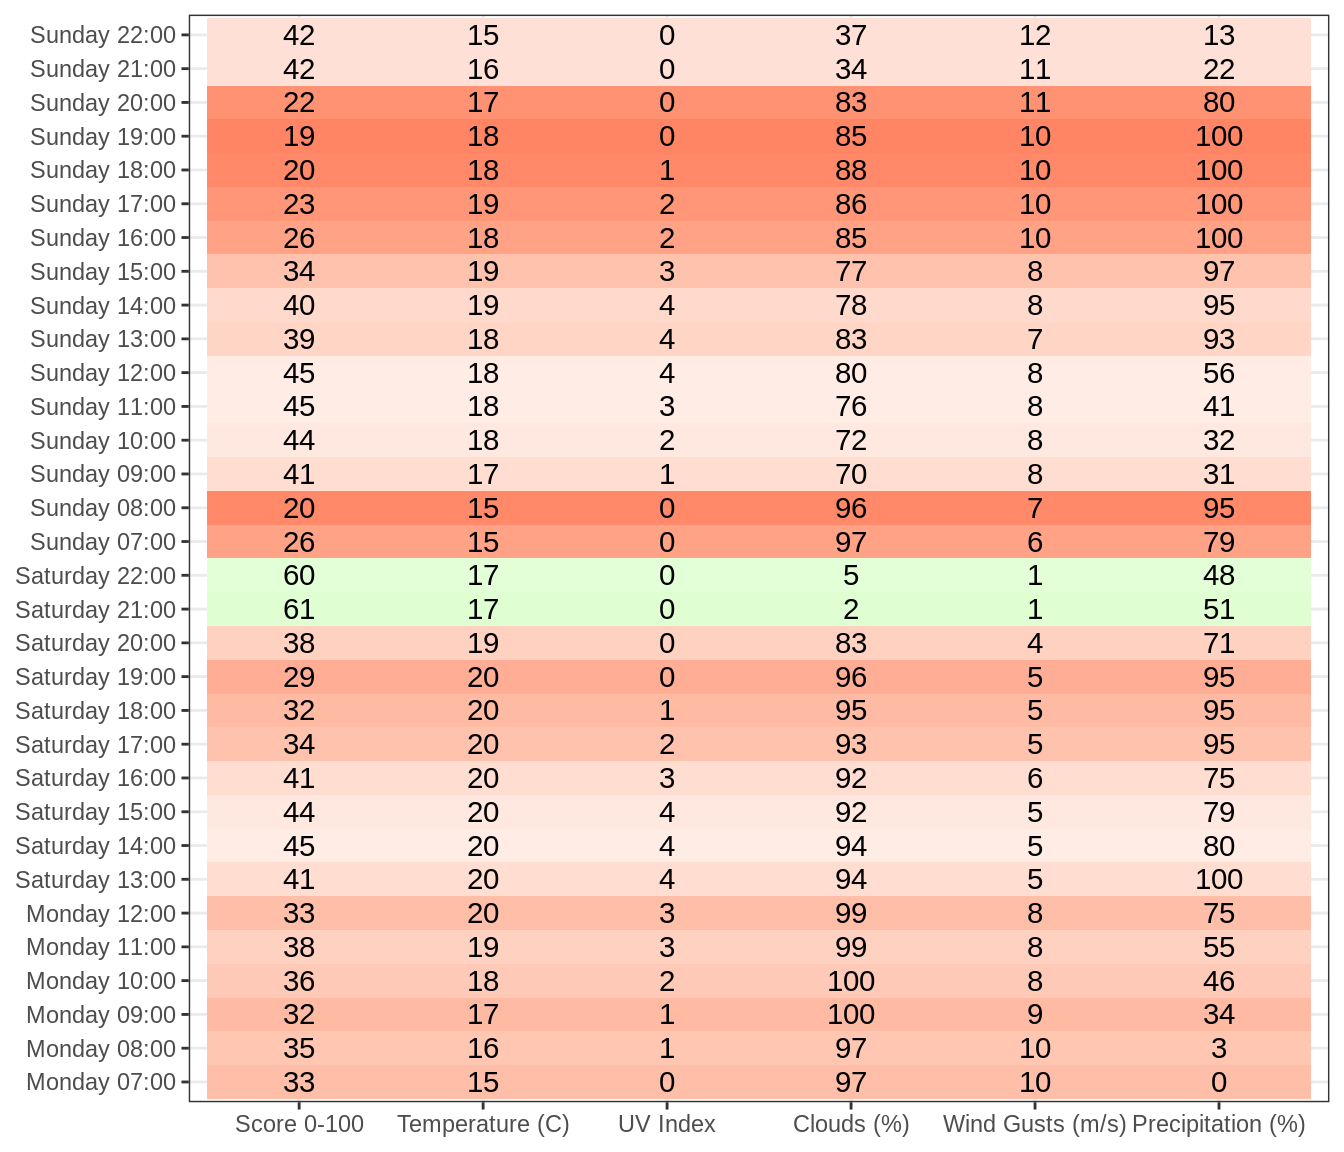 Sunday 22:00 42 15 0 37 12 13
Sunday 21:00 42 16 0 34 11 22
Sunday 20:00 22 17 0 83 11 80
Sunday 19:00 19 18 0 85 10 100
Sunday 18:00 20 18 1 88 10 100
Sunday 17:00 23 19 2 86 10 100
Sunday 16:00 26 18 2 85 10 100
Sunday 15:00 34 19 3 77 8 97
Sunday 14:00 40 19 4 78 8 95
Sunday 13:00 39 18 4 83 7 93
Sunday 12:00 45 18 4 80 8 56
Sunday 11:00 45 18 3 76 8 41
Sunday 10:00 44 18 2 72 8 32
Sunday 09:00 41 17 1 70 8 31
Sunday 08:00 20 15 0 96 7 95
Sunday 07:00 26 15 0 97 6 79
Saturday 22:00 60 17 0 5 1 48
Saturday 21:00 61 17 0 2 1 51
Saturday 20:00 38 19 0 83 4 71
Saturday 19:00 29 20 0 96 5 95
Saturday 18:00 32 20 1 95 5 95
Saturday 17:00 34 20 2 93 5 95
Saturday 16:00 41 20 3 92 6 75
Saturday 15:00 44 20 4 92 5 79
Saturday 14:00 45 20 4 94 5 80
Saturday 13:00 41 20 4 94 5 100
Monday 12:00 33 20 3 99 8 75
Monday 11:00 38 19 3 99 8 55
Monday 10:00 36 18 2 100 8 46
Monday 09:00 32 17 1 100 9 34
Monday 08:00 35 16 1 97 10 3
Monday 07:00 33 15 0 97 10 0
Score 0-100 Temperature (C) UV Index Clouds (%) Wind Gusts (m/s) Precipitation (%)